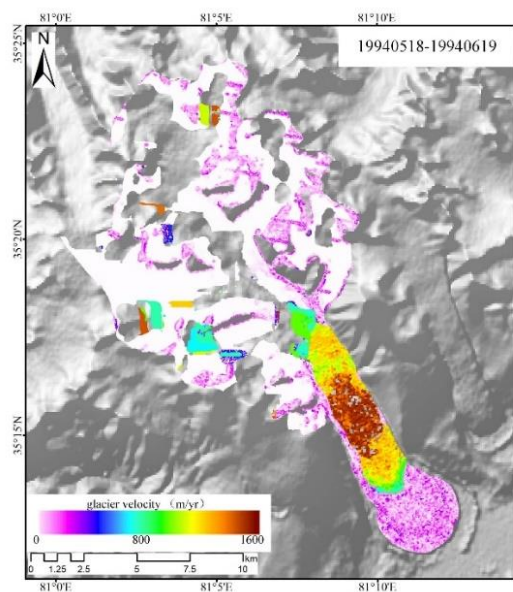 81°0'E 81°5'E 81°10'E
35°25'N
N
19940518-19940619
35°20'N
35°15'N
glacier velocity (m/yr)
0 800 1600
km
0 1.25 2.5 5 7.5 10
81°0'E 81°5'E 81°10'E